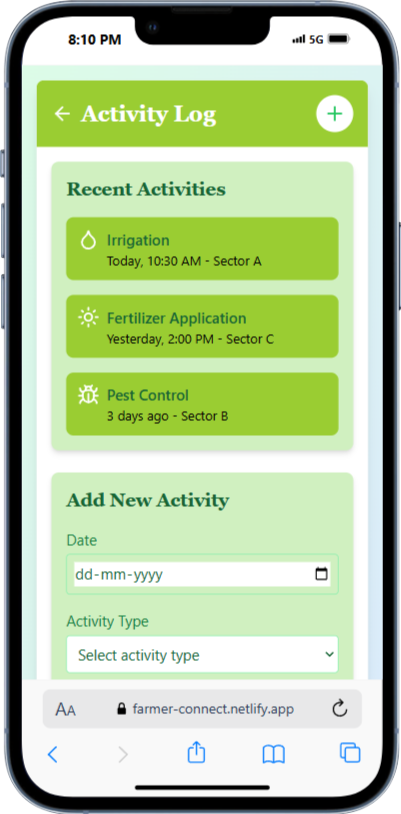 8:10 PM 5G
Activity Log
Recent Activities
Irrigation
Today, 10:30 AM - Sector A
Fertilizer Application
Yesterday, 2:00 PM - Sector C
Pest Control
3 days ago - Sector B
Add New Activity
Date
dd-mm-yyyy
Activity Type
Select activity type
AA farmer-connect.netlify.app